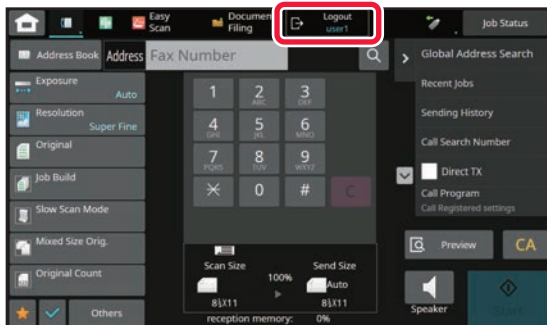 Easy
Scan
Documen
Filing
Logout
user1
Job Status
Address Book
Address
Fax Number
Global Address Search
Exposure
Auto
Resolution
Super Fine
Original
Job Build
Slow Scan Mode
Mixed Size Orig.
Original Count
Others
1
2
ABC
3
DEF
4
GHI
5
JKL
6
MNO
7
PQRS
8
TUV
9
WXYZ
0
#
C
Scan Size
100%
Send Size
Auto
8½X11
8½X11
reception memory: 0%
Recent Jobs
Sending History
Call Search Number
Direct TX
Call Program
Call Registered settings
Preview
CA
Speaker
Start